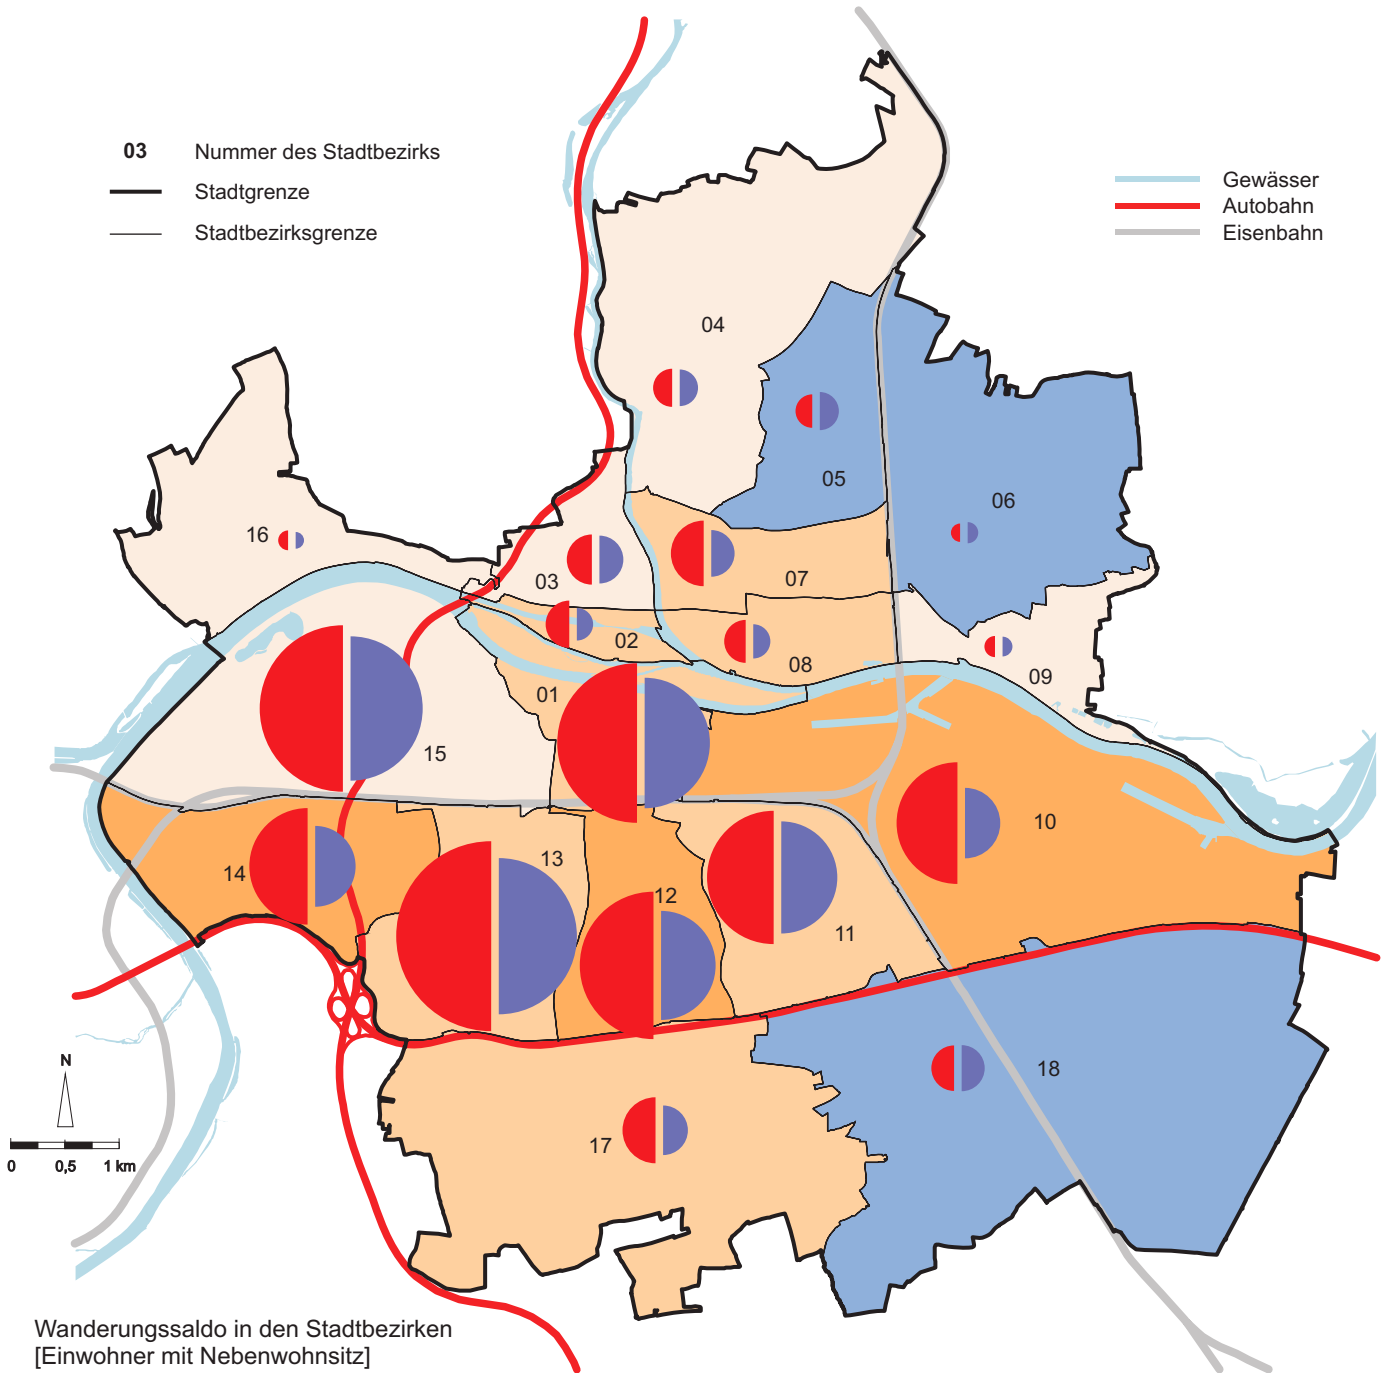 03 Nummer des Stadtbezirks
Stadtgrenze
Stadtbezirksgrenze
Gewässer
Autobahn
Eisenbahn
04
05
06
16
03
07
02
08
09
01
15
10
13
14
12
11
18
17
N
0 0,5 1 km
Wanderungssaldo in den Stadtbezirken
[Einwohner mit Nebenwohnsitz]